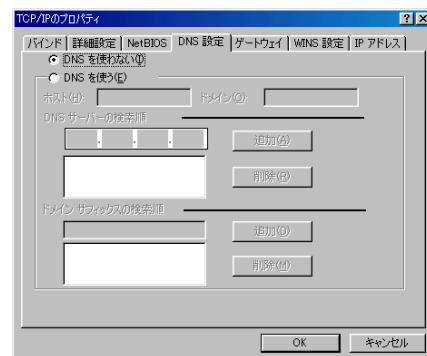 TCP/IPのプロパティ
バインド 詳細設定 NetBIOS DNS 設定 ゲートウェイ WINS 設定 IP アドレス
DNS を使わない(I)
DNS を使う(E)
ホスト(H): ドメイン(O):
DNS サーバーの検索順
追加(A)
削除(R)
ドメイン サフィックスの検索順
追加(D)
削除(M)
OK キャンセル